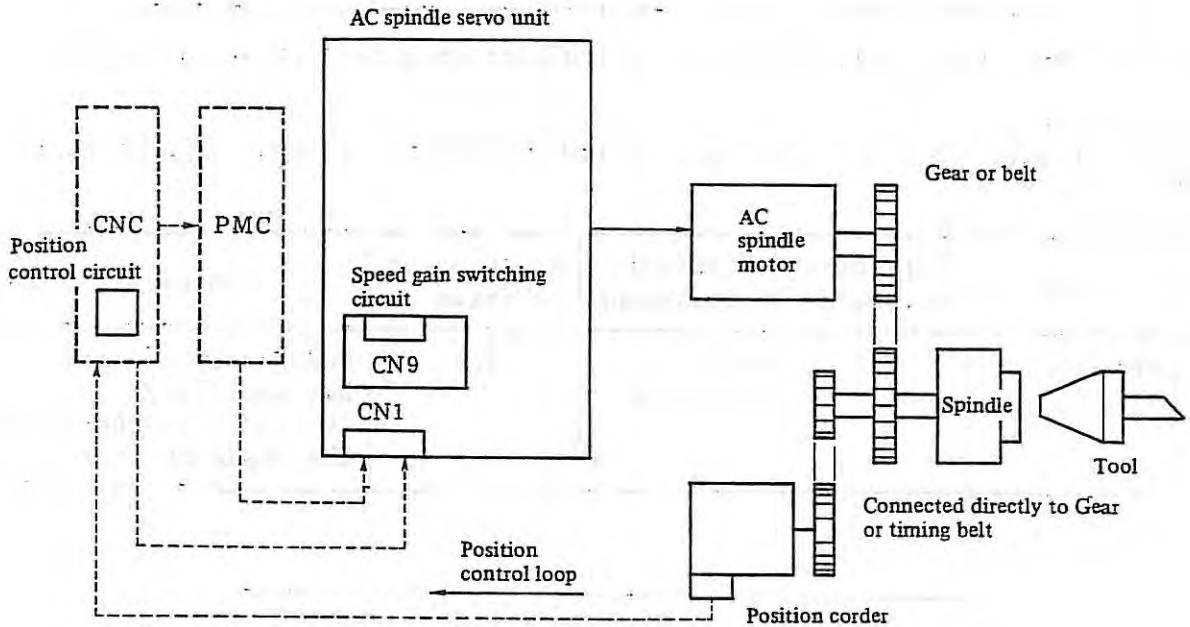 AC spindle servo unit
CNC
PMC
Position
control circuit
Speed gain switching
circuit
CN9
CN1
AC
spindle
motor
Gear or belt
Spindle
Tool
Connected directly to Gear
or timing belt
Position
control loop
Position corder